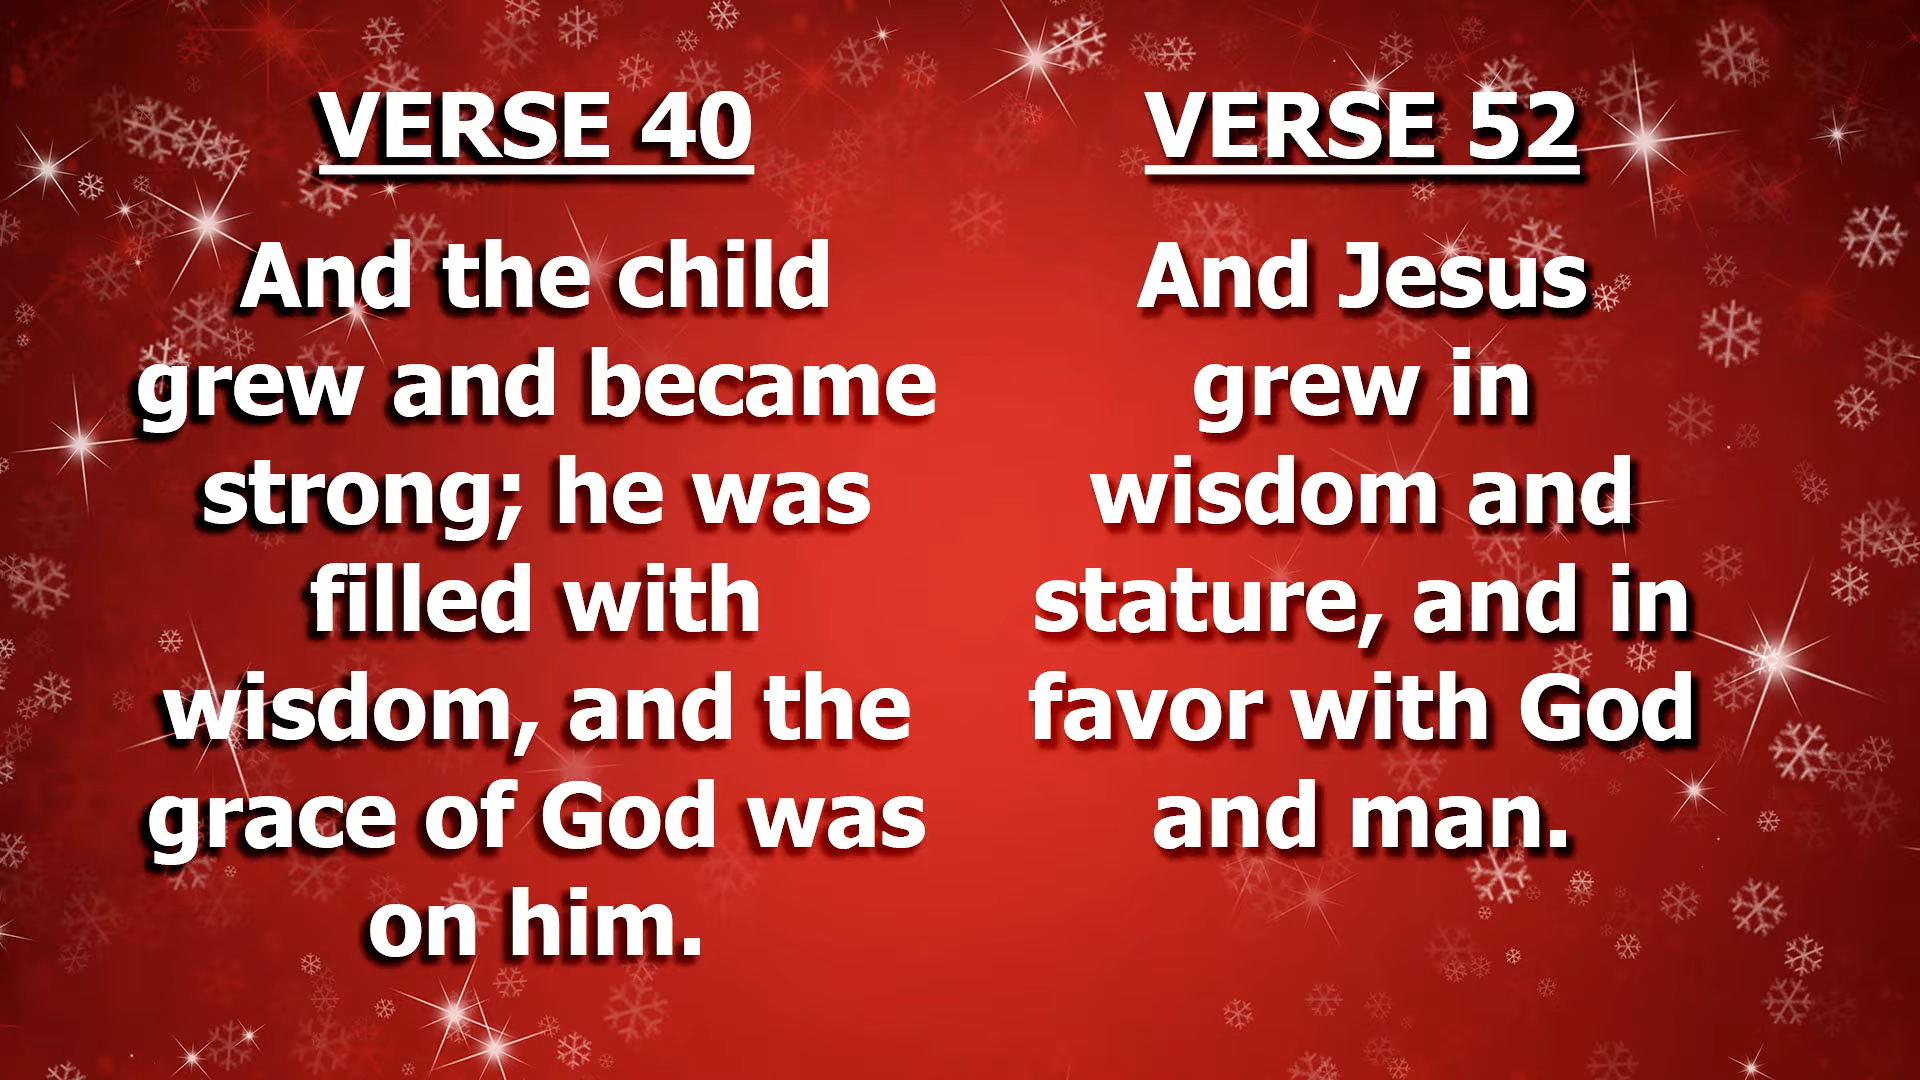 VERSE 40
And the child
grew and became
strong; he was
filled with
wisdom, and the
grace of God was
on him.
VERSE 52
And Jesus
grew in
wisdom and
stature, and in
favor with God
and man.